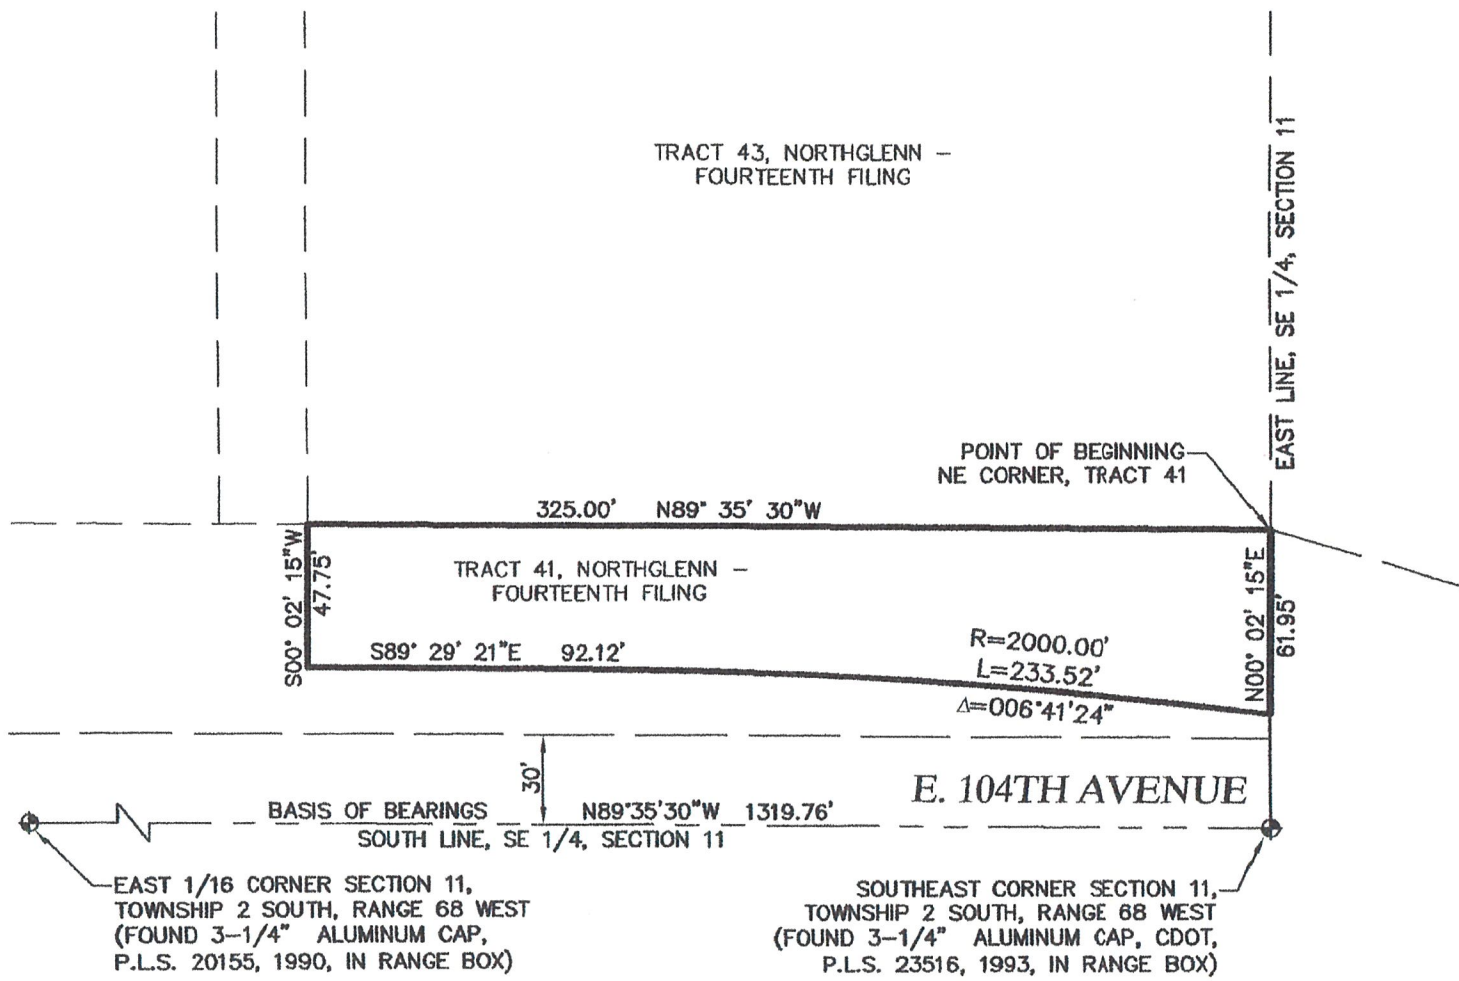 TRACT 43, NORTHGLENN –
FOURTEENTH FILING
EAST LINE, SE 1/4, SECTION 11
POINT OF BEGINNING
NE CORNER, TRACT 41
325.00' N89° 35' 30"W
S00° 02' 15"W
47.75'
TRACT 41, NORTHGLENN –
FOURTEENTH FILING
N00° 02' 15"E
61.95'
S89° 29' 21"E 92.12'
R=2000.00'
L=233.52'
Δ=006°41'24"
30'
E. 104TH AVENUE
BASIS OF BEARINGS N89°35'30"W 1319.76'
SOUTH LINE, SE 1/4, SECTION 11
EAST 1/16 CORNER SECTION 11,
TOWNSHIP 2 SOUTH, RANGE 68 WEST
(FOUND 3–1/4" ALUMINUM CAP,
P.L.S. 20155, 1990, IN RANGE BOX)
SOUTHEAST CORNER SECTION 11,
TOWNSHIP 2 SOUTH, RANGE 68 WEST
(FOUND 3–1/4" ALUMINUM CAP, CDOT,
P.L.S. 23516, 1993, IN RANGE BOX)